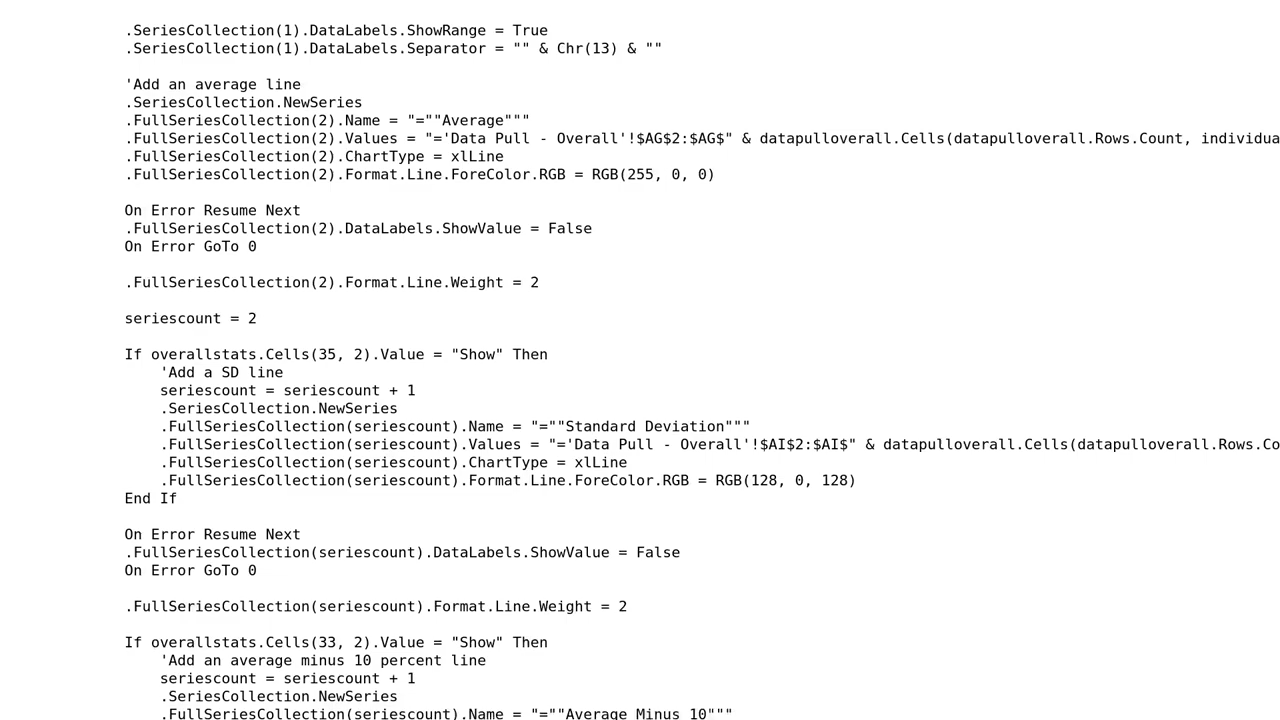 .SeriesCollection(1).DataLabels.ShowRange = True
.SeriesCollection(1).DataLabels.Separator = "" & Chr(13) & ""
'Add an average line
.SeriesCollection.NewSeries
.FullSeriesCollection(2).Name = "=""Average"""
.FullSeriesCollection(2).Values = "='Data Pull - Overall'!$AG$2:$AG$" & datapulloverall.Cells(datapulloverall.Rows.Count, individua
.FullSeriesCollection(2).ChartType = xlLine
.FullSeriesCollection(2).Format.Line.ForeColor.RGB = RGB(255, 0, 0)
On Error Resume Next
.FullSeriesCollection(2).DataLabels.ShowValue = False
On Error GoTo 0
.FullSeriesCollection(2).Format.Line.Weight = 2
seriescount = 2
If overallstats.Cells(35, 2).Value = "Show" Then
    'Add a SD line
    seriescount = seriescount + 1
    .SeriesCollection.NewSeries
    .FullSeriesCollection(seriescount).Name = "=""Standard Deviation"""
    .FullSeriesCollection(seriescount).Values = "='Data Pull - Overall'!$AI$2:$AI$" & datapulloverall.Cells(datapulloverall.Rows.Co
    .FullSeriesCollection(seriescount).ChartType = xlLine
    .FullSeriesCollection(seriescount).Format.Line.ForeColor.RGB = RGB(128, 0, 128)
End If
On Error Resume Next
.FullSeriesCollection(seriescount).DataLabels.ShowValue = False
On Error GoTo 0
.FullSeriesCollection(seriescount).Format.Line.Weight = 2
If overallstats.Cells(33, 2).Value = "Show" Then
    'Add an average minus 10 percent line
    seriescount = seriescount + 1
    .SeriesCollection.NewSeries
    .FullSeriesCollection(seriescount).Name = "=""Average Minus 10"""